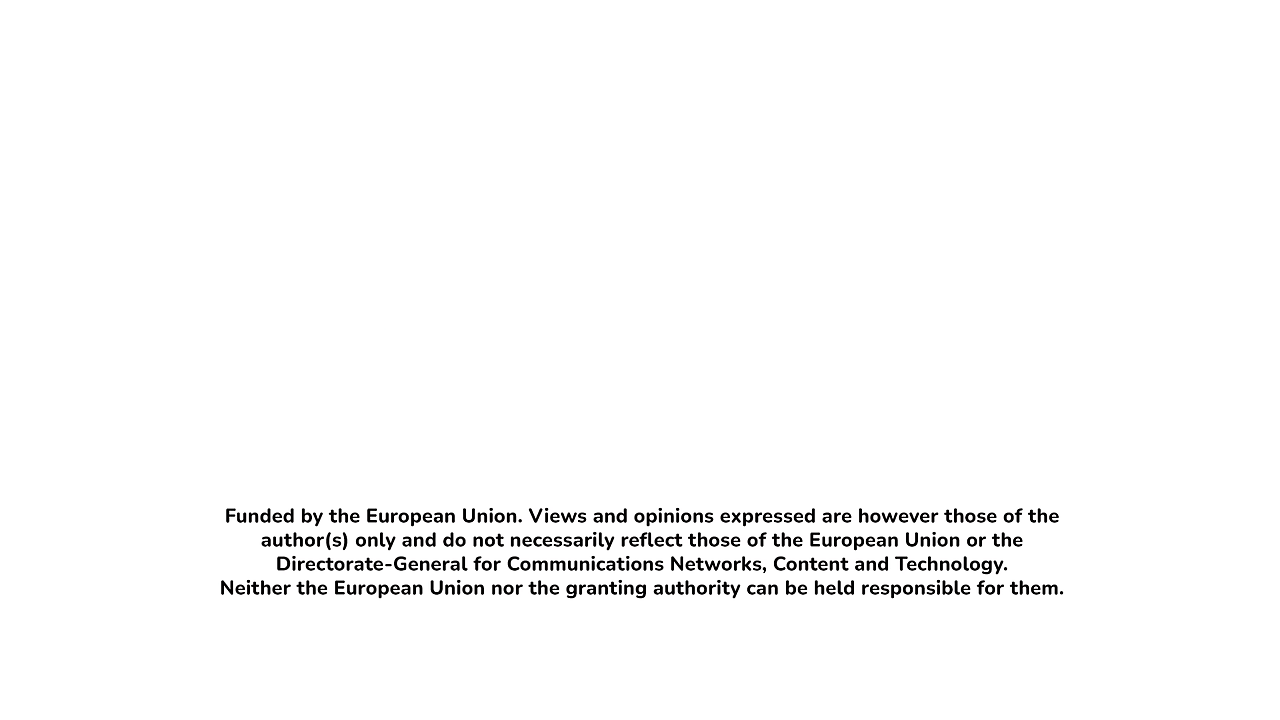 Funded by the European Union. Views and opinions expressed are however those of the
author(s) only and do not necessarily reflect those of the European Union or the
Directorate-General for Communications Networks, Content and Technology.
Neither the European Union nor the granting authority can be held responsible for them.